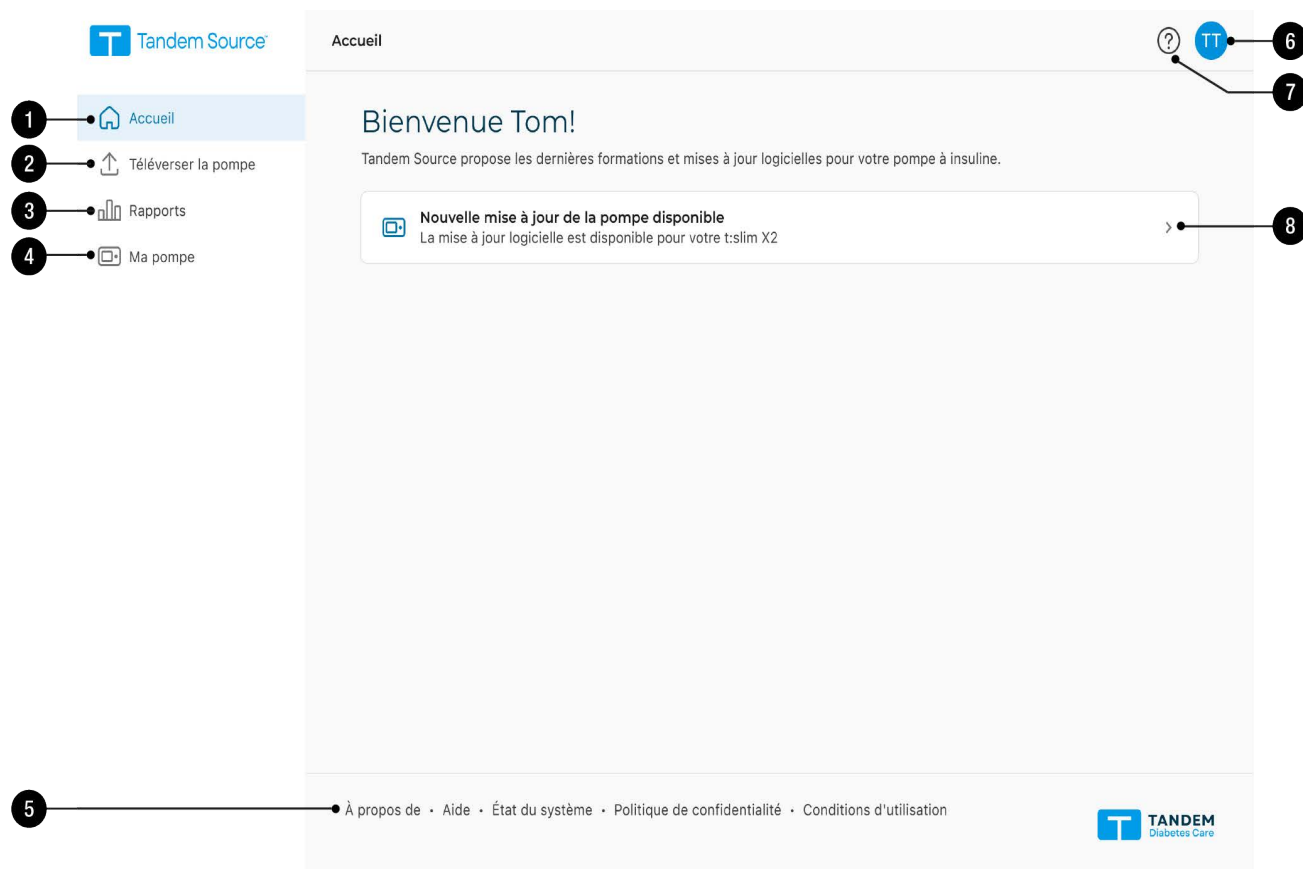 Tandem Source
Accueil
TT
6
7
1
Accueil
2
Téléverser la pompe
3
Rapports
4
Ma pompe
Bienvenue Tom!
Tandem Source propose les dernières formations et mises à jour logicielles pour votre pompe à insuline.
Nouvelle mise à jour de la pompe disponible
La mise à jour logicielle est disponible pour votre t:slim X2
8
5
À propos de • Aide • État du système • Politique de confidentialité • Conditions d'utilisation
TANDEM
Diabetes Care